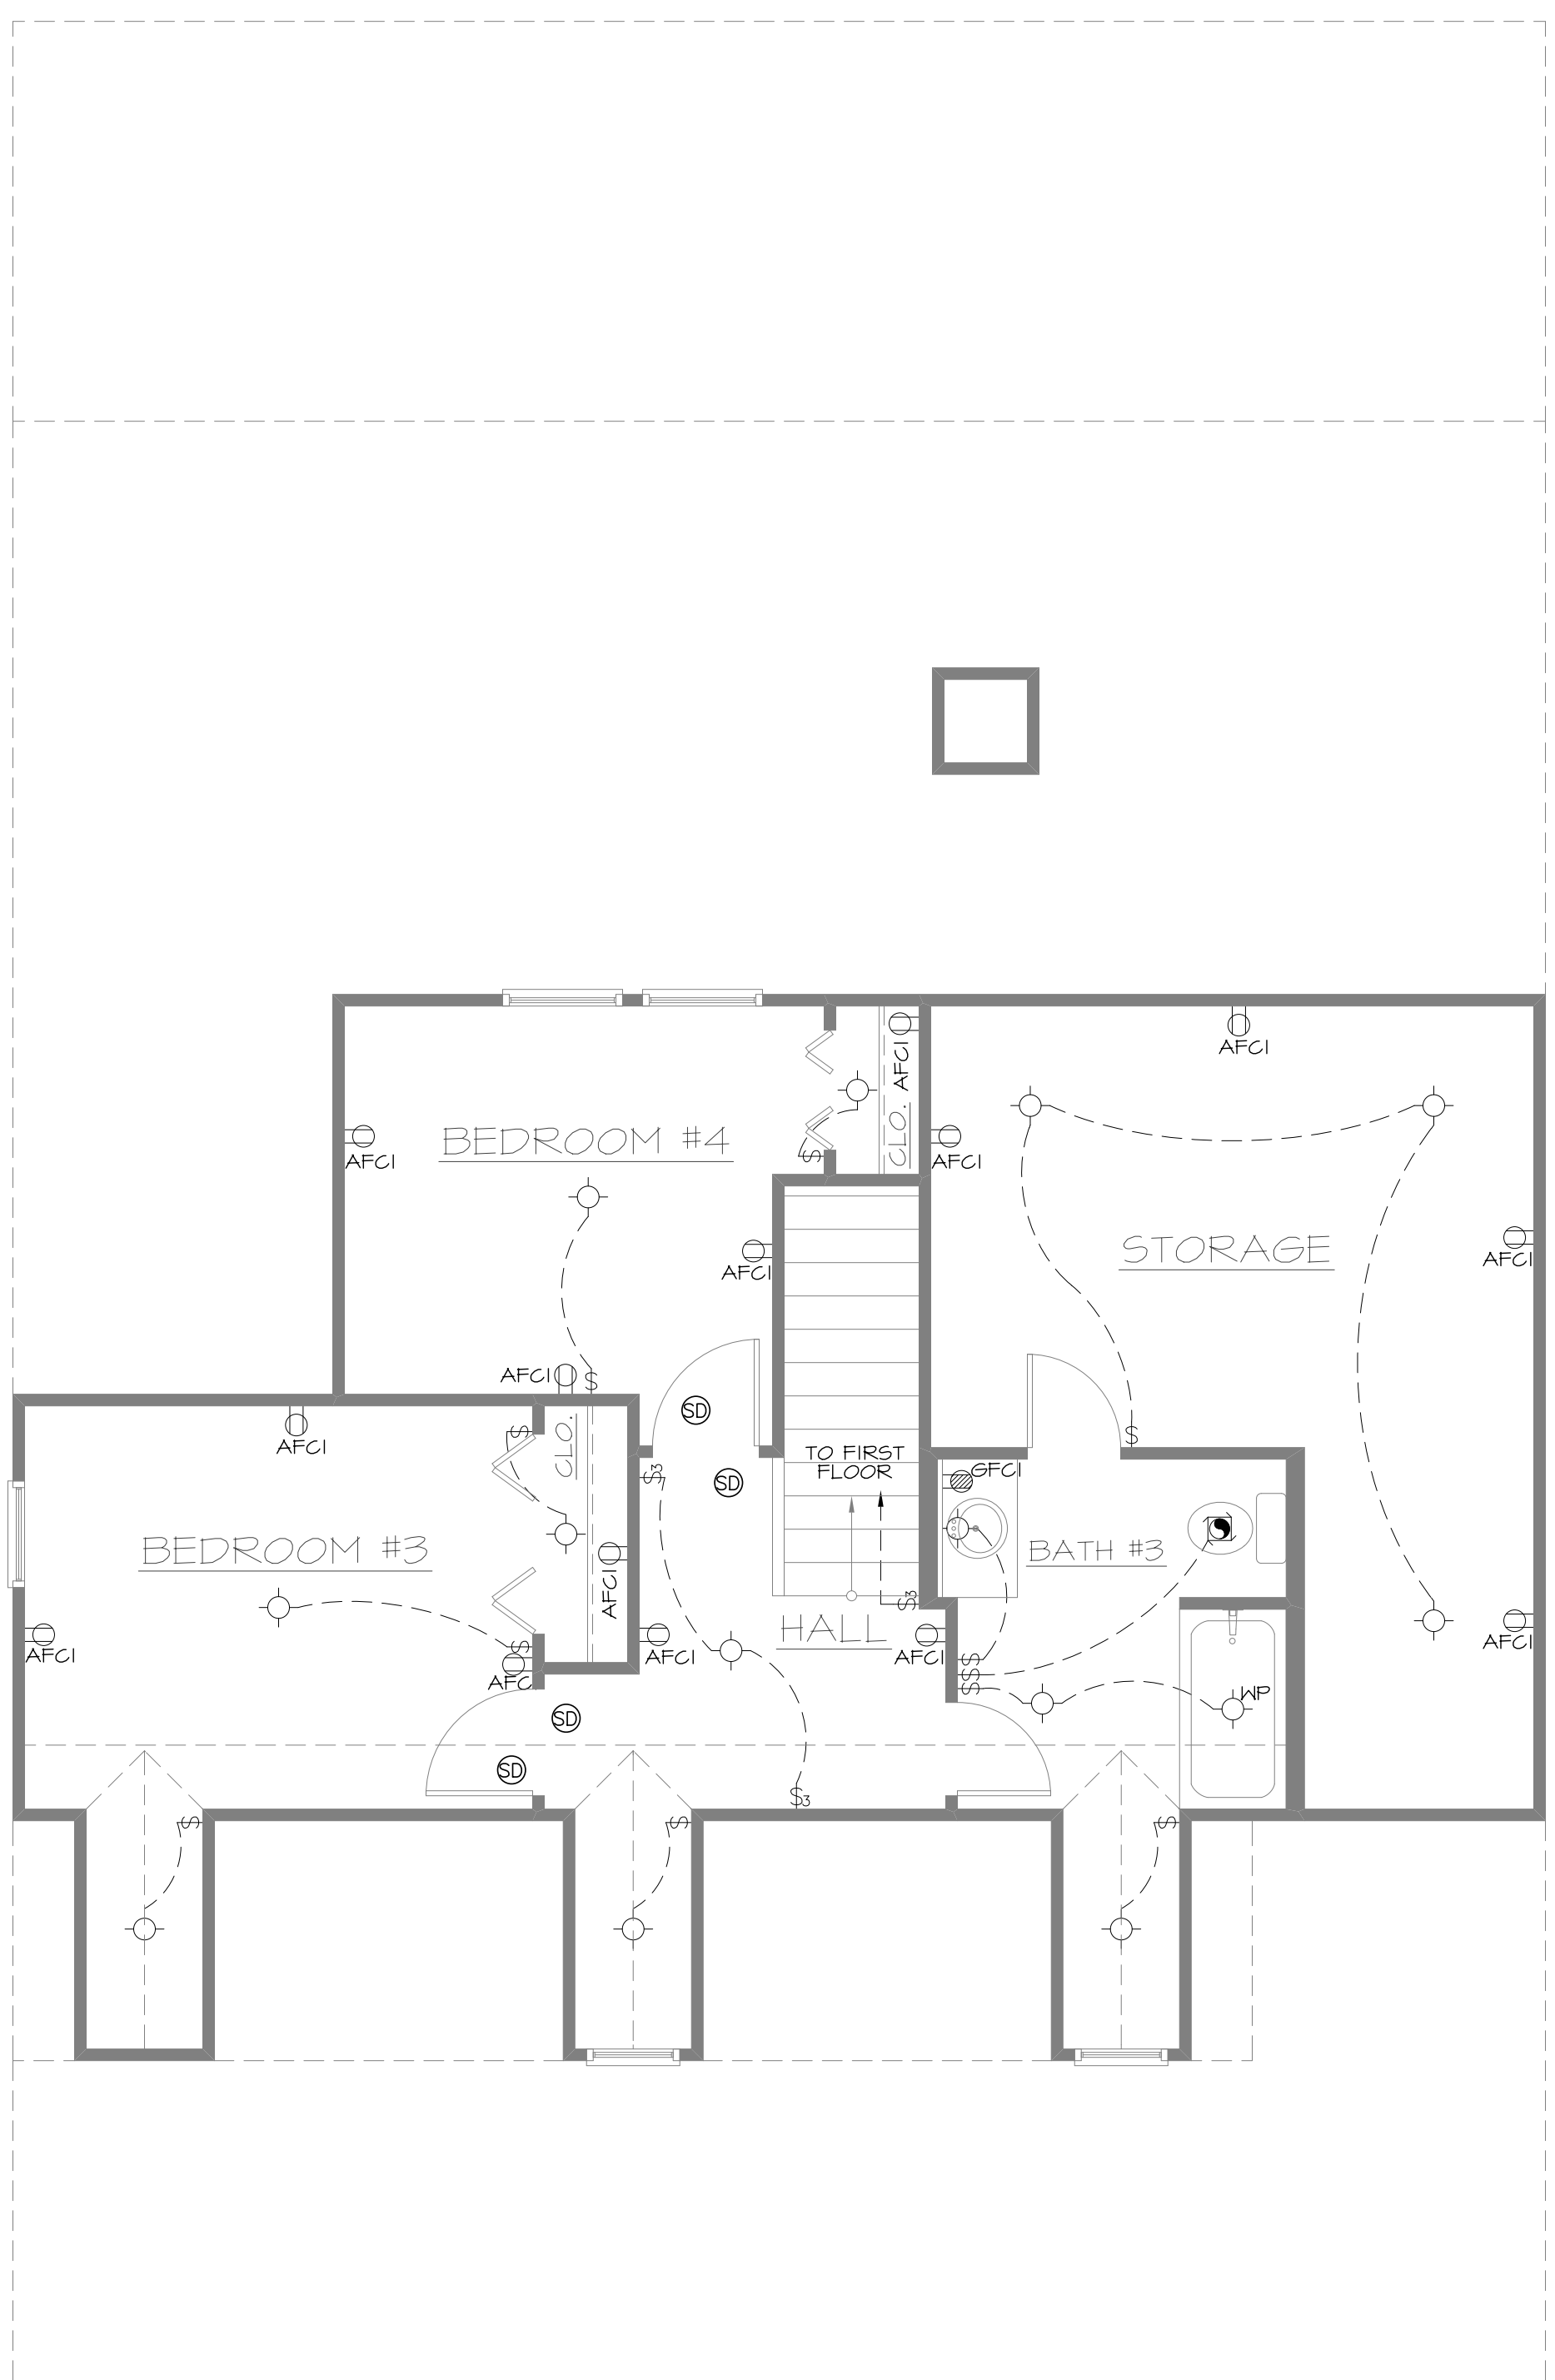 AFCI
AFCI
CLO.
BEDROOM #4
AFCI
AFCI
STORAGE
AFCI
AFCI
AFCI
$
$
SD
AFCI
$
CLO.
$
TO FIRST
FLOOR
$3
GFCI
SD
BEDROOM #3
BATH #3
AFCI
$3
HALL
AFCI
$
AFCI
AFCI
AFCI
AFCI
$
$
$
WP
SD
SD
$3
$
$
$